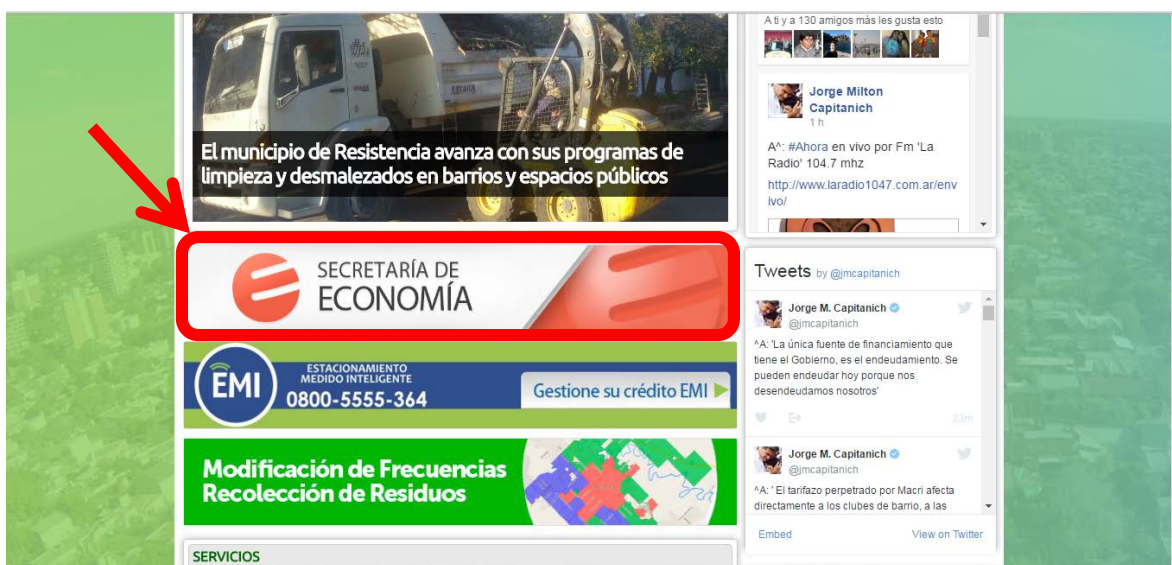 El municipio de Resistencia avanza con sus programas de
limpieza y desmalezados en barrios y espacios públicos
SECRETARÍA DE
ECONOMÍA
EMI
ESTACIONAMIENTO
MEDIDO INTELIGENTE
0800-5555-364
Gestione su crédito EMI
Modificación de Frecuencias
Recolección de Residuos
SERVICIOS
A ti y a 130 amigos más les gusta esto
Jorge Milton
Capitanich
1 h
A^: #Ahora en vivo por Fm 'La
Radio' 104.7 mhz
http://www.laradio1047.com.ar/env
ivo/
Tweets by @jmcapitanich
Jorge M. Capitanich
@jmcapitanich
^A: 'La única fuente de financiamiento que
tiene el Gobierno, es el endeudamiento. Se
pueden endeudar hoy porque nos
desendeudamos nosotros'
23m
Jorge M. Capitanich
@jmcapitanich
^A: ' El tarifazo perpetrado por Macri afecta
directamente a los clubes de barrio, a las
Embed
View on Twitter